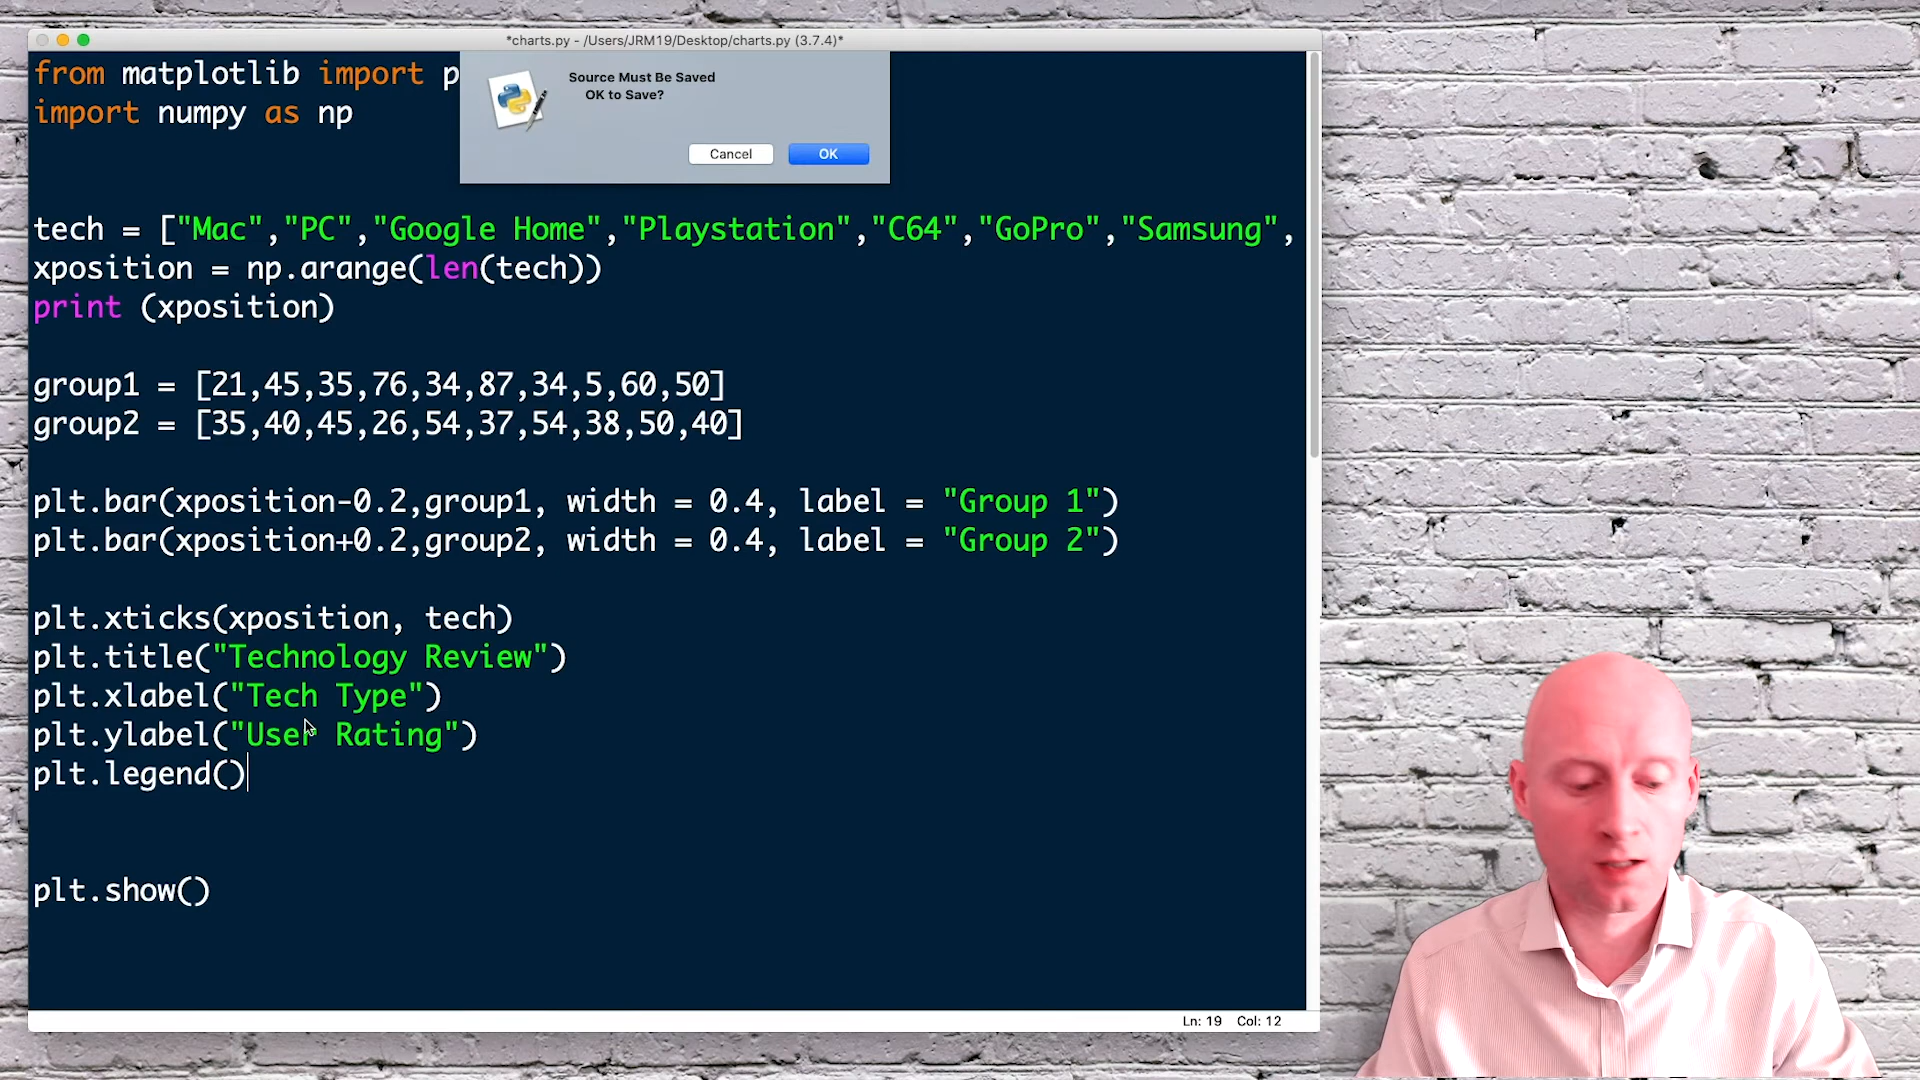 *charts.py - /Users/JRM19/Desktop/charts.py (3.7.4)*
Source Must Be Saved
OK to Save?
Cancel OK
from matplotlib import p
import numpy as np
tech = ["Mac","PC","Google Home","Playstation","C64","GoPro","Samsung",
xposition = np.arange(len(tech))
print (xposition)
group1 = [21,45,35,76,34,87,34,5,60,50]
group2 = [35,40,45,26,54,37,54,38,50,40]
plt.bar(xposition-0.2,group1, width = 0.4, label = "Group 1")
plt.bar(xposition+0.2,group2, width = 0.4, label = "Group 2")
plt.xticks(xposition, tech)
plt.title("Technology Review")
plt.xlabel("Tech Type")
plt.ylabel("User Rating")
plt.legend()
plt.show()
Ln: 19 Col: 12